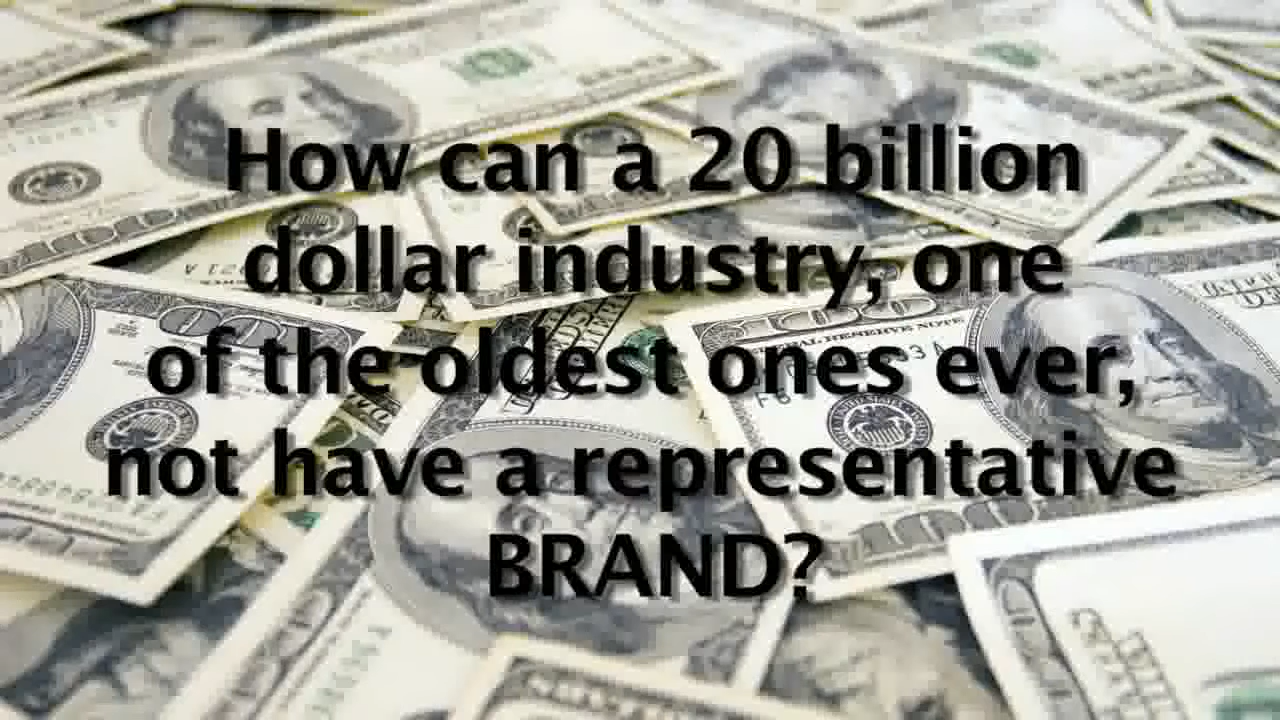 How can a 20 billion
dollar industry, one
of the oldest ones ever,
not have a representative
BRAND?